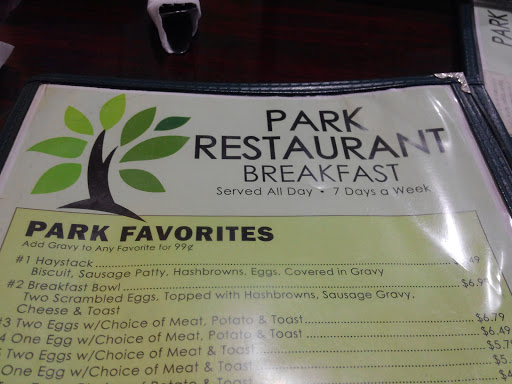 PARK
RESTAURANT
BREAKFAST
Served All Day • 7 Days a Week
PARK FAVORITES
Add Gravy to Any Favorite for 99¢
#1 Haystack
Biscuit, Sausage Patty, Hashbrowns, Eggs, Covered in Gravy
#2 Breakfast Bowl
Two Scrambled Eggs, Topped with Hashbrowns, Sausage Gravy,
Cheese & Toast
#3 Two Eggs w/Choice of Meat, Potato & Toast $6.79
4 One Egg w/Choice of Meat, Potato & Toast $6.49
Two Eggs w/Choice of Meat & Toast
One Egg w/Choice of Meat & Toast
PARK